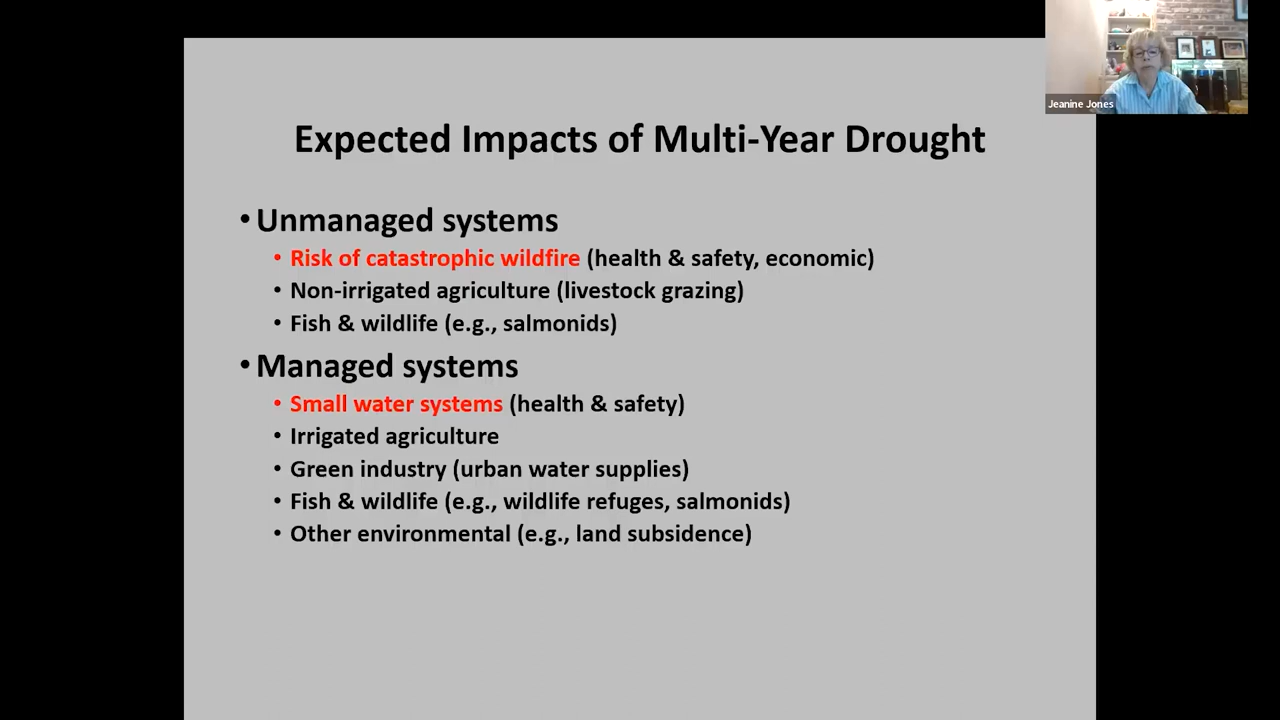 Jeanine Jones
Expected Impacts of Multi-Year Drought
• Unmanaged systems
• Risk of catastrophic wildfire (health & safety, economic)
• Non-irrigated agriculture (livestock grazing)
• Fish & wildlife (e.g., salmonids)
• Managed systems
• Small water systems (health & safety)
• Irrigated agriculture
• Green industry (urban water supplies)
• Fish & wildlife (e.g., wildlife refuges, salmonids)
• Other environmental (e.g., land subsidence)